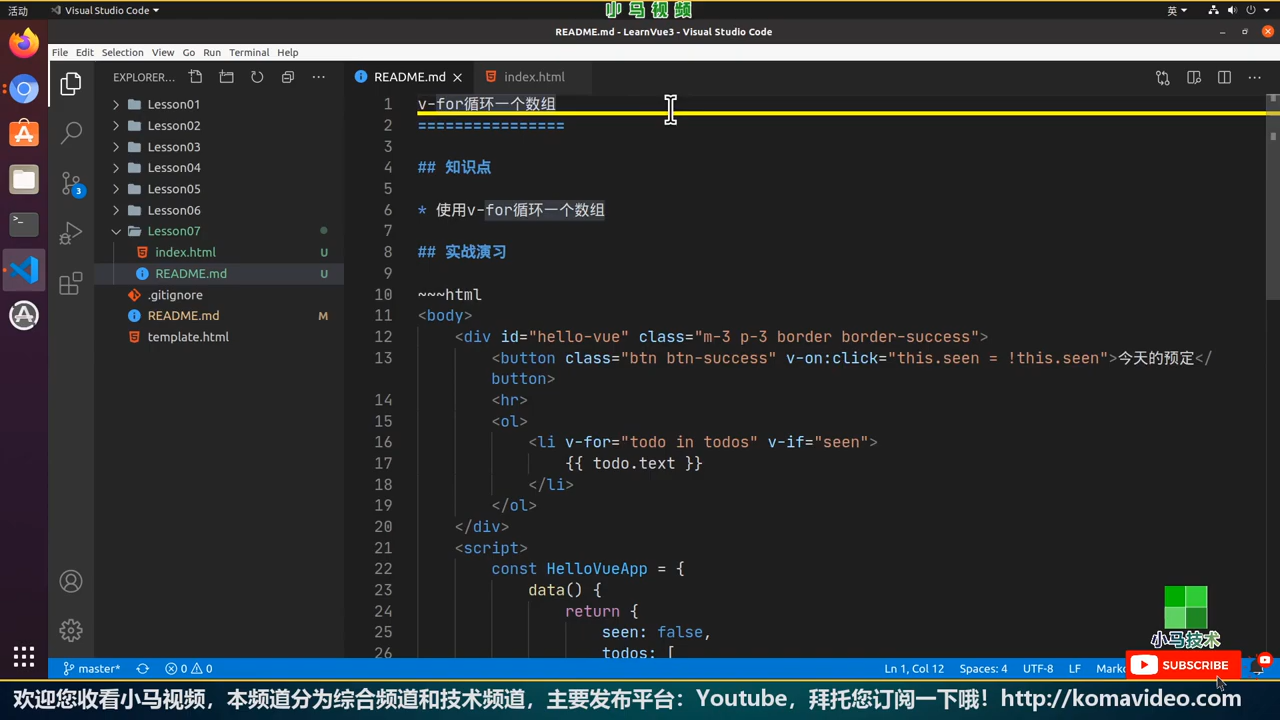 活动
Visual Studio Code
小马视频
英
README.md - LearnVue3 - Visual Studio Code
File Edit Selection View Go Run Terminal Help
EXPLORER...
README.md
index.html
Lesson01
Lesson02
Lesson03
Lesson04
Lesson05
Lesson06
Lesson07
index.html U
README.md U
.gitignore
README.md M
template.html
3
1 v-for循环一个数组
2 ================
3
4 ## 知识点
5
6 * 使用v-for循环一个数组
7
8 ## 实战演习
9
10 ~~~html
11 <body>
12 <div id="hello-vue" class="m-3 p-3 border border-success">
13 <button class="btn btn-success" v-on:click="this.seen = !this.seen">今天的预定</
button>
14 <hr>
15 <ol>
16 <li v-for="todo in todos" v-if="seen">
17 {{ todo.text }}
18 </li>
19 </ol>
20 </div>
21 <script>
22 const HelloVueApp = {
23 data() {
24 return {
25 seen: false,
26 todos: [
小马技术
SUBSCRIBE
master* 0 0 Ln 1, Col 12 Spaces: 4 UTF-8 LF
欢迎您收看小马视频，本频道分为综合频道和技术频道，主要发布平台：Youtube，拜托您订阅一下哦！http://komavideo.com